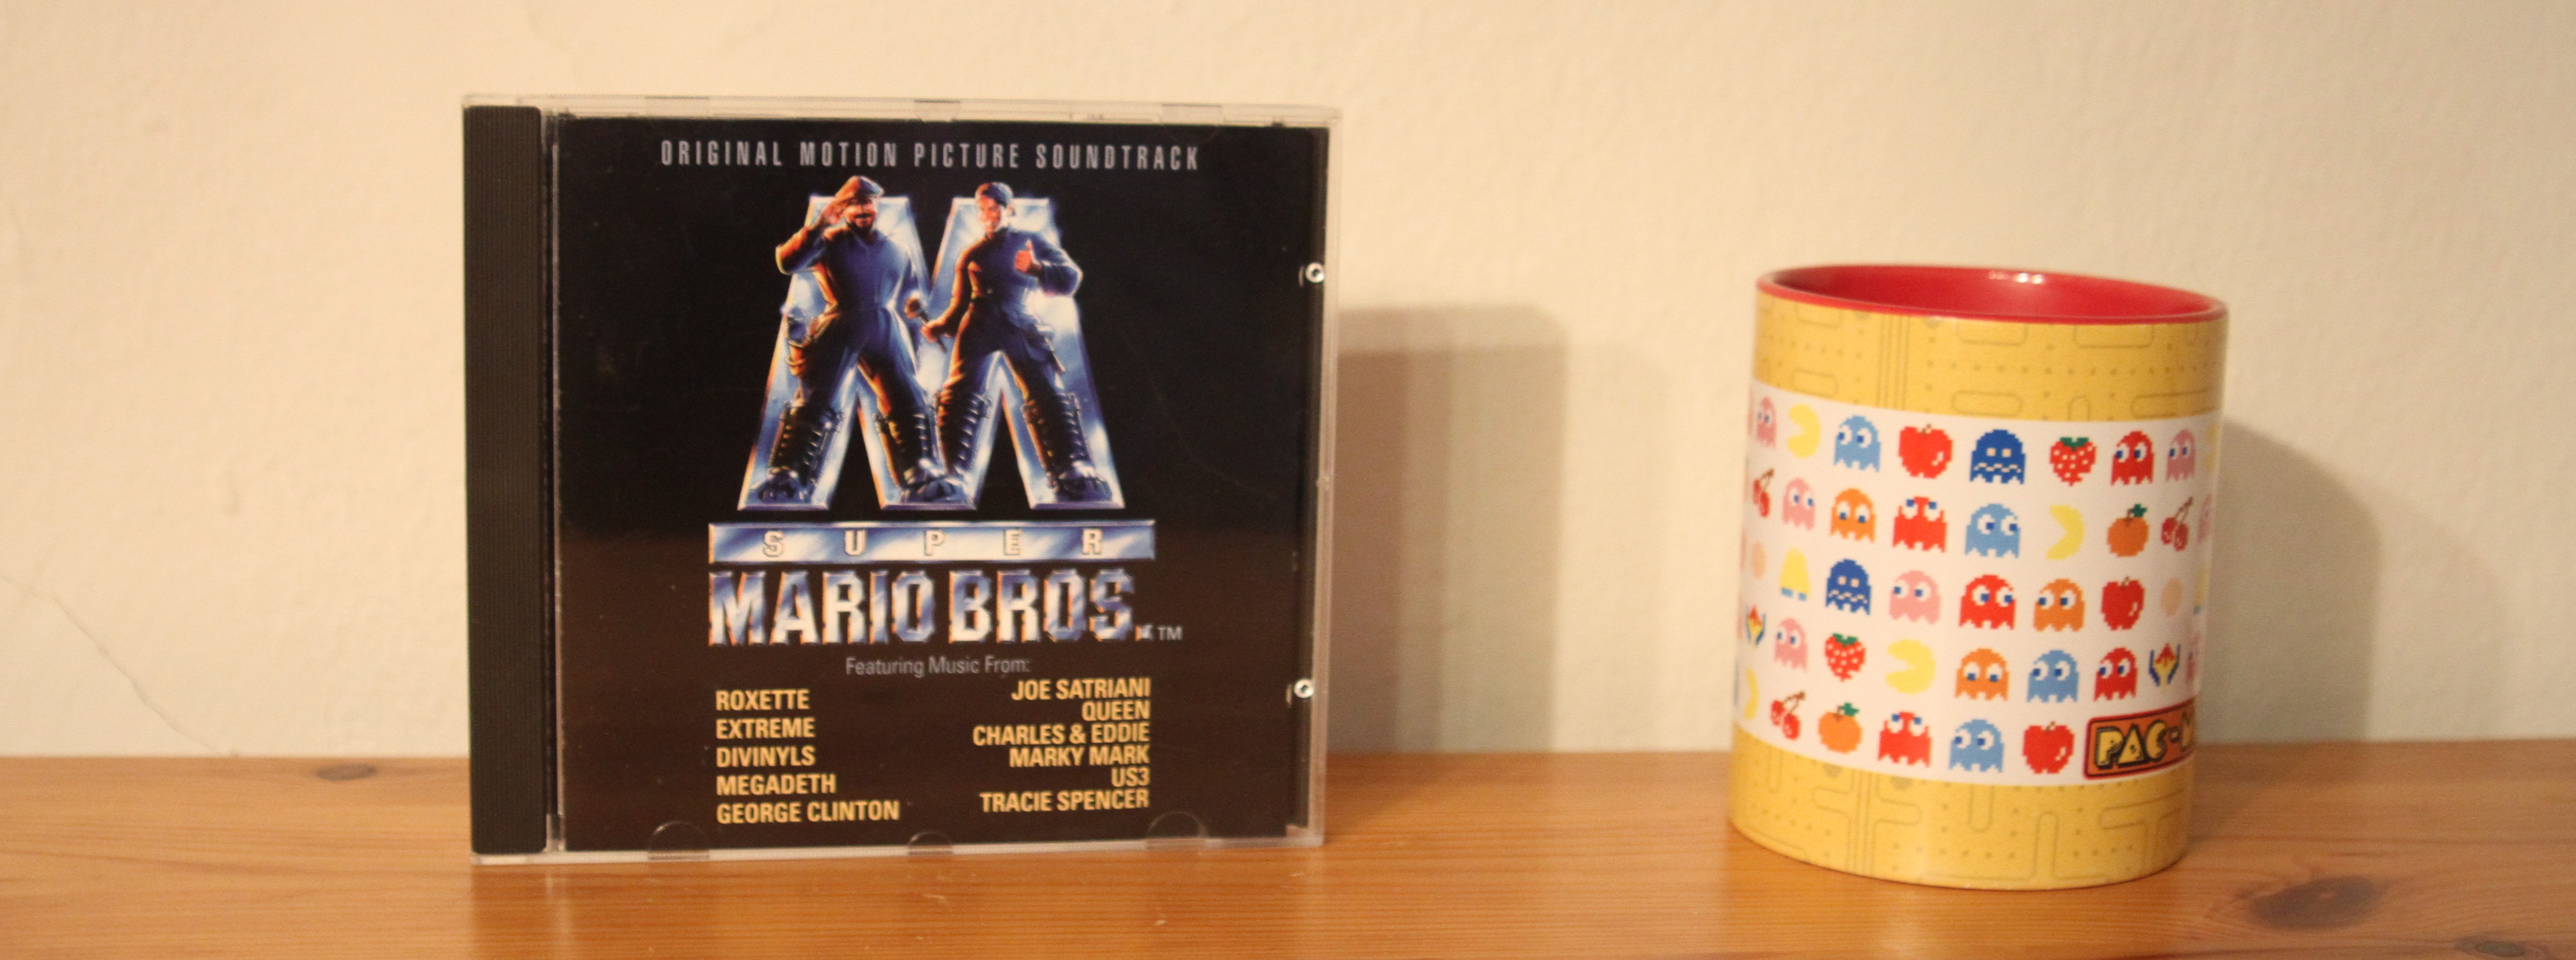 ORIGINAL MOTION PICTURE SOUNDTRACK
SUPER
MARIO BROS.™
Featuring Music From:
ROXETTE
EXTREME
DIVINYLS
MEGADETH
GEORGE CLINTON
JOE SATRIANI
QUEEN
CHARLES & EDDIE
MARKY MARK
US3
TRACIE SPENCER
PAC-M